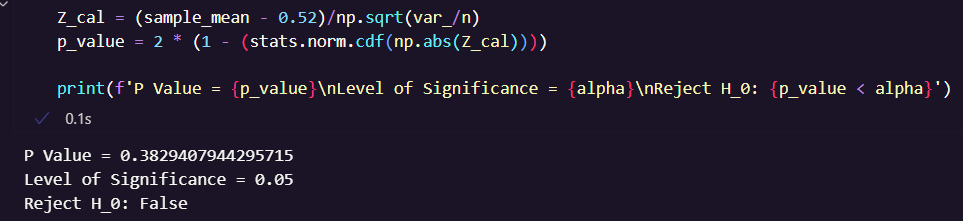 Z_cal = (sample_mean - 0.52)/np.sqrt(var_/n)
p_value = 2 * (1 - (stats.norm.cdf(np.abs(Z_cal))))
print(f'P Value = {p_value}\nLevel of Significance = {alpha}\nReject H_0: {p_value < alpha}')
0.1s
P Value = 0.3829407944295715
Level of Significance = 0.05
Reject H_0: False